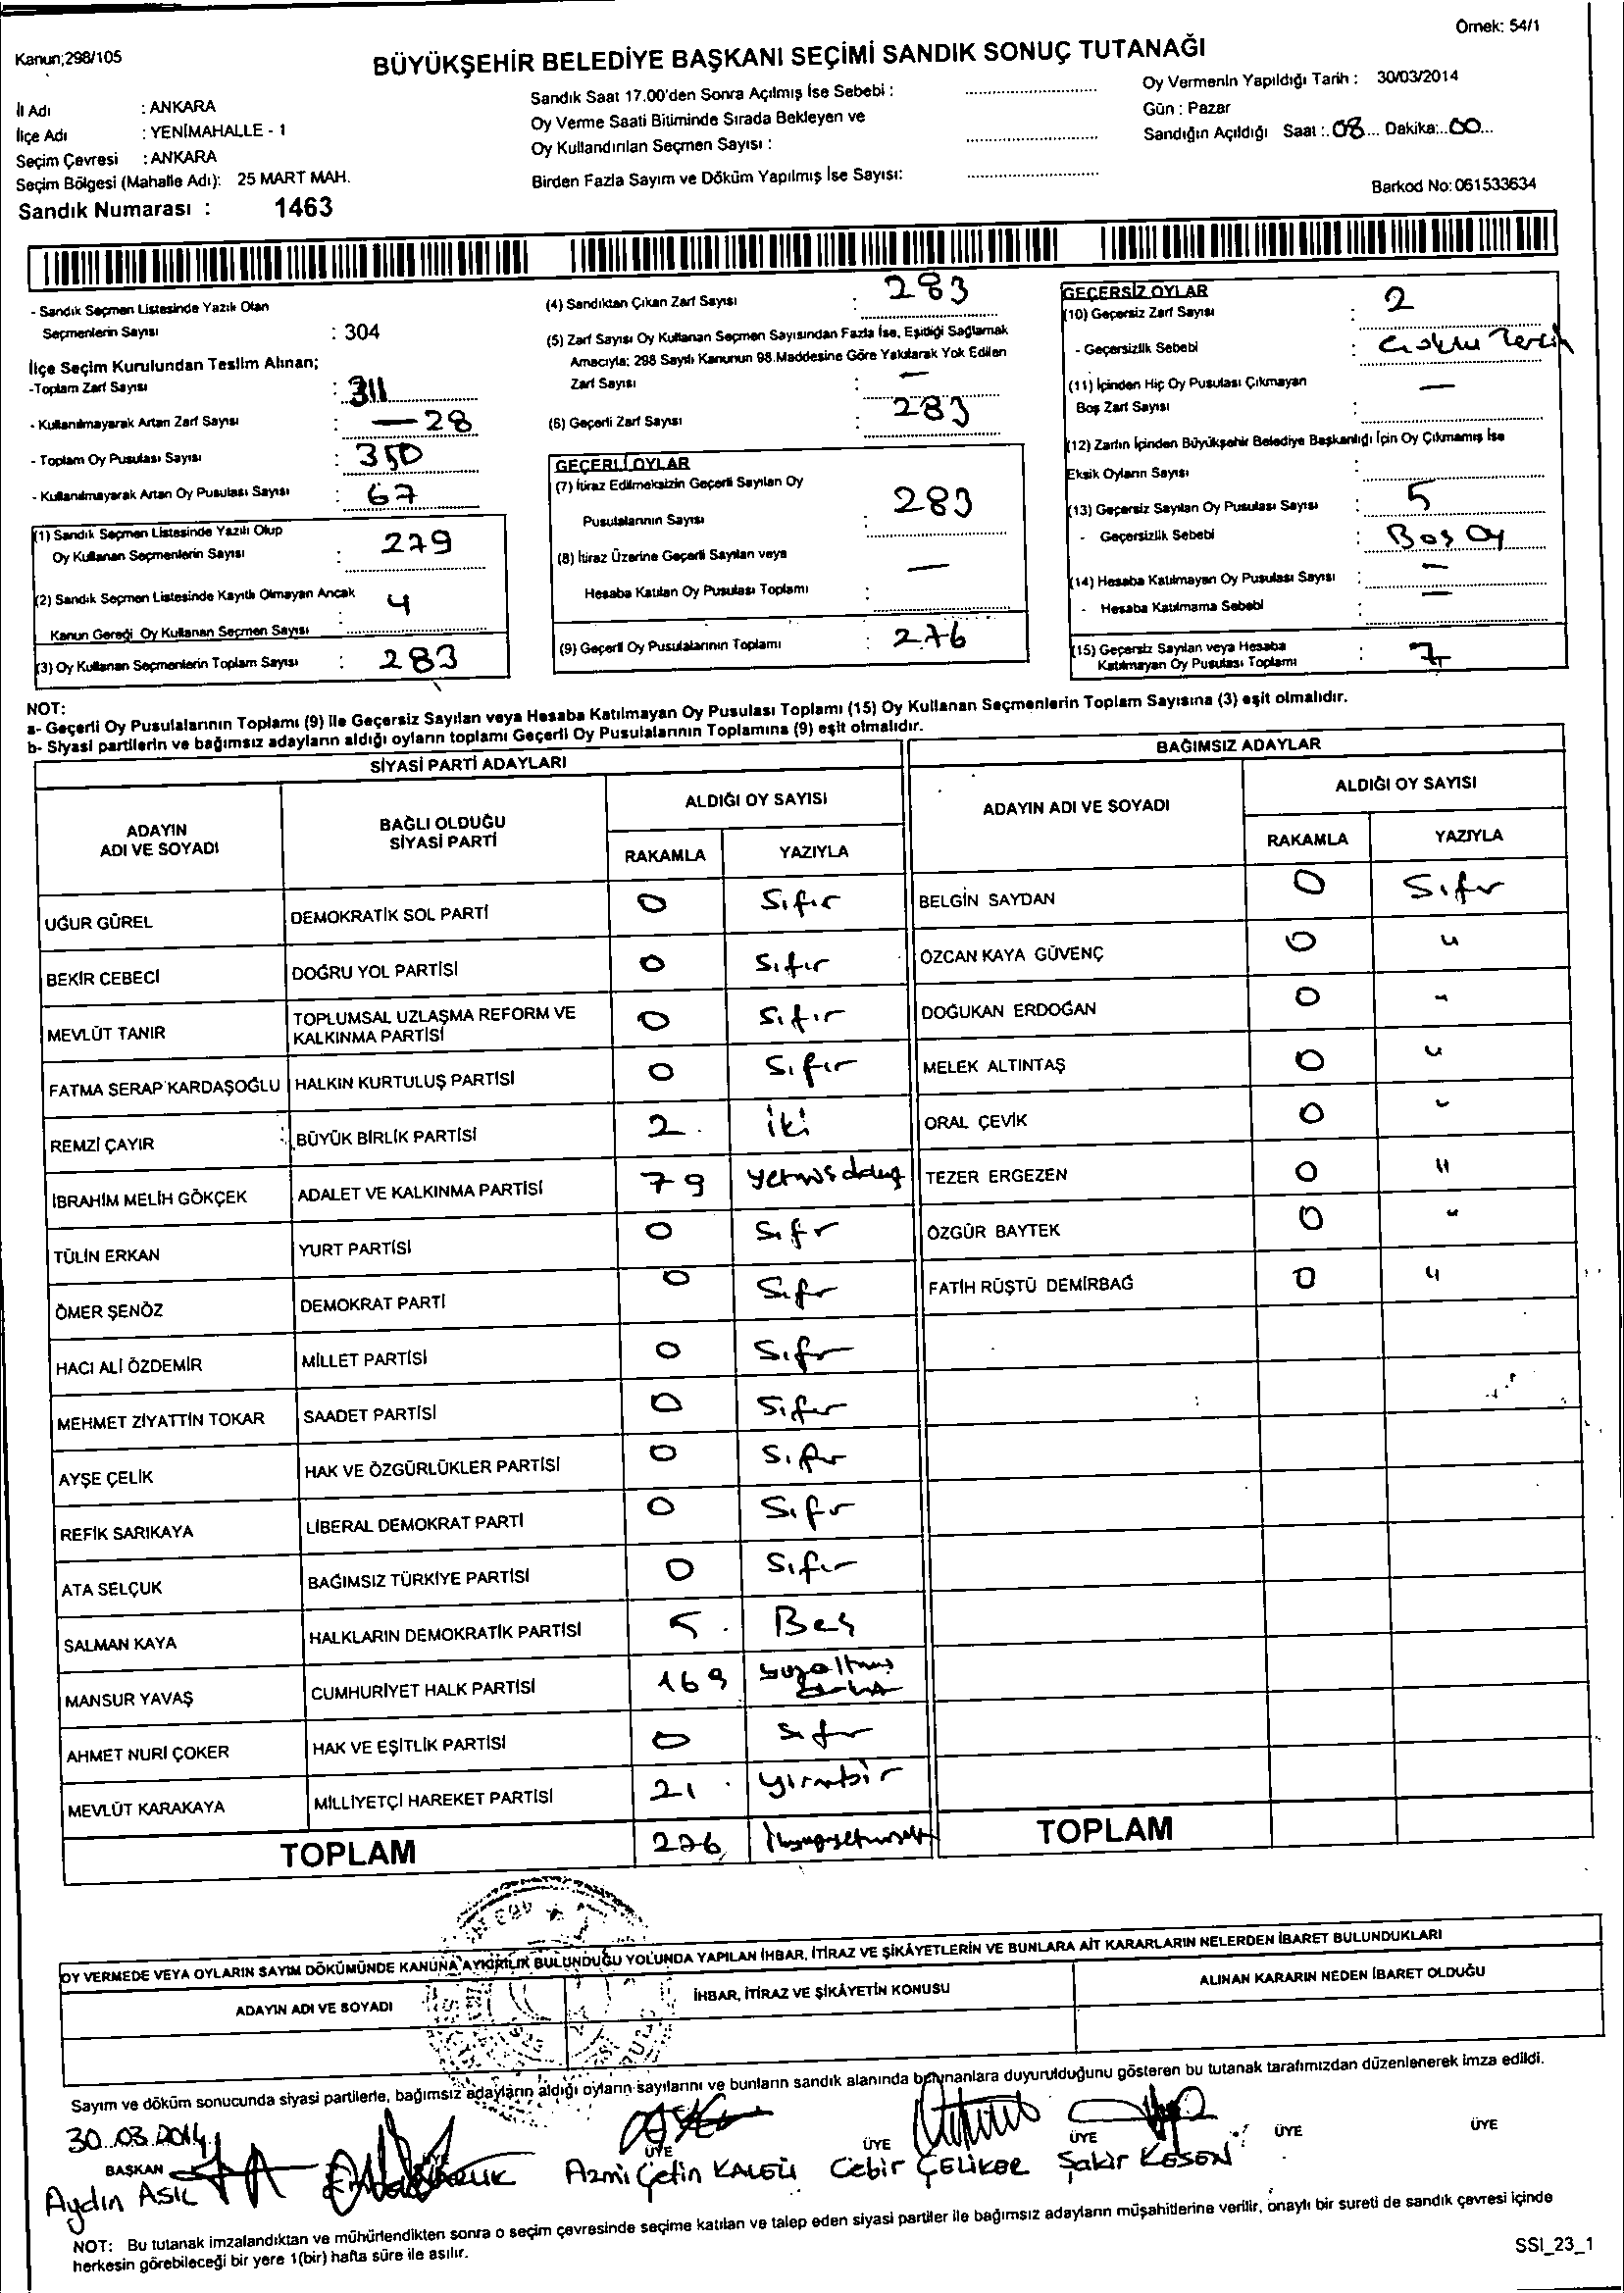 Örnek: 54/1
Kanun;298/105
BÜYÜKŞEHİR BELEDİYE BAŞKANI SEÇİMİ SANDIK SONUÇ TUTANAĞI
İl Adı : ANKARA
İlçe Adı : YENİMAHALLE - 1
Seçim Çevresi : ANKARA
Seçim Bölgesi (Mahalle Adı): 25 MART MAH.
Sandık Numarası : 1463
Sandık Saat 17.00'den Sonra Açılmış İse Sebebi :
Oy Verme Saati Bitiminde Sırada Bekleyen ve
Oy Kullandırılan Seçmen Sayısı :
Birden Fazla Sayım ve Döküm Yapılmış İse Sayısı:
Oy Vermenin Yapıldığı Tarih : 30/03/2014
Gün : Pazar
Sandığın Açıldığı Saat :.08... Dakika:..00...
Barkod No: 061533634
- Sandık Seçmen Listesinde Yazılı Olan
Seçmenlerin Sayısı : 304
İlçe Seçim Kurulundan Teslim Alınan;
-Toplam Zarf Sayısı : 311
- Kullanılmayarak Artan Zarf Sayısı : — 28
- Toplam Oy Pusulası Sayısı : 350
- Kullanılmayarak Artan Oy Pusulası Sayısı : 67
(1) Sandık Seçmen Listesinde Yazılı Olup
Oy Kullanan Seçmenlerin Sayısı : 279
(2) Sandık Seçmen Listesinde Kayıtlı Olmayan Ancak
Kanun Gereği Oy Kullanan Seçmen Sayısı 4
(3) Oy Kullanan Seçmenlerin Toplam Sayısı : 283
(4) Sandıktan Çıkan Zarf Sayısı : 283
(5) Zarf Sayısı Oy Kullanan Seçmen Sayısından Fazla İse, Eşitliği Sağlamak
Amacıyla; 298 Sayılı Kanunun 98.Maddesine Göre Yakılarak Yok Edilen
Zarf Sayısı : —
(6) Geçerli Zarf Sayısı : 283
GEÇERLİ OYLAR
(7) İtiraz Edilmeksizin Geçerli Sayılan Oy
Pusulalarının Sayısı : 283
(8) İtiraz Üzerine Geçerli Sayılan veya
Hesaba Katılan Oy Pusulası Toplamı : —
(9) Geçerli Oy Pusulalarının Toplamı : 276
GEÇERSİZ OYLAR
(10) Geçersiz Zarf Sayısı : 2
- Geçersizlik Sebebi :
(11) İçinden Hiç Oy Pusulası Çıkmayan
Boş Zarf Sayısı : —
(12) Zarfın İçinden Büyükşehir Belediye Başkanlığı İçin Oy Çıkmamış İse
Eksik Oyların Sayısı :
(13) Geçersiz Sayılan Oy Pusulası Sayısı : 5
- Geçersizlik Sebebi : Boş Oy
(14) Hesaba Katılmayan Oy Pusulası Sayısı : —
- Hesaba Katılmama Sebebi : —
(15) Geçersiz Sayılan veya Hesaba
Katılmayan Oy Pusulası Toplamı : 7
NOT:
a- Geçerli Oy Pusulalarının Toplamı (9) ile Geçersiz Sayılan veya Hesaba Katılmayan Oy Pusulası Toplamı (15) Oy Kullanan Seçmenlerin Toplam Sayısına (3) eşit olmalıdır.
b- Siyasi partilerin ve bağımsız adayların aldığı oyların toplamı Geçerli Oy Pusulalarının Toplamına (9) eşit olmalıdır.
SİYASİ PARTİ ADAYLARI
ADAYIN
ADI VE SOYADI
BAĞLI OLDUĞU
SİYASİ PARTİ
ALDIĞI OY SAYISI
RAKAMLA YAZIYLA
UĞUR GÜREL DEMOKRATİK SOL PARTİ 0 Sıfır
BEKİR CEBECİ DOĞRU YOL PARTİSİ 0 Sıfır
MEVLÜT TANIR TOPLUMSAL UZLAŞMA REFORM VE
KALKINMA PARTİSİ 0 Sıfır
FATMA SERAP KARDAŞOĞLU HALKIN KURTULUŞ PARTİSİ 0 Sıfır
REMZİ ÇAYIR BÜYÜK BİRLİK PARTİSİ 2 iki
İBRAHİM MELİH GÖKÇEK ADALET VE KALKINMA PARTİSİ 79
TÜLİN ERKAN YURT PARTİSİ 0 Sıfr
ÖMER ŞENÖZ DEMOKRAT PARTİ 0 Sıfr
HACI ALİ ÖZDEMİR MİLLET PARTİSİ 0 Sıfr
MEHMET ZİYATTİN TOKAR SAADET PARTİSİ 0 Sıfır
AYŞE ÇELİK HAK VE ÖZGÜRLÜKLER PARTİSİ 0 Sıfır
REFİK SARIKAYA LİBERAL DEMOKRAT PARTİ 0 Sıfr
ATA SELÇUK BAĞIMSIZ TÜRKİYE PARTİSİ 0 Sıfır
SALMAN KAYA HALKLARIN DEMOKRATİK PARTİSİ 5 Beş
MANSUR YAVAŞ CUMHURİYET HALK PARTİSİ 169
AHMET NURİ ÇOKER HAK VE EŞİTLİK PARTİSİ 0 Sıfr
MEVLÜT KARAKAYA MİLLİYETÇİ HAREKET PARTİSİ 21
TOPLAM 276
BAĞIMSIZ ADAYLAR
ADAYIN ADI VE SOYADI
ALDIĞI OY SAYISI
RAKAMLA YAZIYLA
BELGİN SAYDAN 0 Sıfr
ÖZCAN KAYA GÜVENÇ 0 "
DOĞUKAN ERDOĞAN 0 "
MELEK ALTINTAŞ 0 "
ORAL ÇEVİK 0 "
TEZER ERGEZEN 0 "
ÖZGÜR BAYTEK 0 "
FATİH RÜŞTÜ DEMİRBAĞ 0 "
TOPLAM
OY VERMEDE VEYA OYLARIN SAYIM DÖKÜMÜNDE KANUNA AYKIRILIK BULUNDUĞU YOLUNDA YAPILAN İHBAR, İTİRAZ VE ŞİKÂYETLERİN VE BUNLARA AİT KARARLARIN NELERDEN İBARET BULUNDUKLARI
ADAYIN ADI VE SOYADI İHBAR, İTİRAZ VE ŞİKÂYETİN KONUSU ALINAN KARARIN NEDEN İBARET OLDUĞU
Sayım ve döküm sonucunda siyasi partilerle, bağımsız adayların aldığı oyların sayılarını ve bunların sandık alanında bulunanlara duyurulduğunu gösteren bu tutanak tarafımızdan düzenlenerek imza edildi.
30.03.2014
BAŞKAN ÜYE ÜYE ÜYE ÜYE ÜYE
Aydın ASIL Azmi Çetin Cebir ÇELİKER Şakir KESEN
NOT: Bu tutanak imzalandıktan ve mühürlendikten sonra o seçim çevresinde seçime katılan ve talep eden siyasi partiler ile bağımsız adayların müşahitlerine verilir, onaylı bir sureti de sandık çevresi içinde
herkesin görebileceği bir yere 1(bir) hafta süre ile asılır.
SSI_23_1